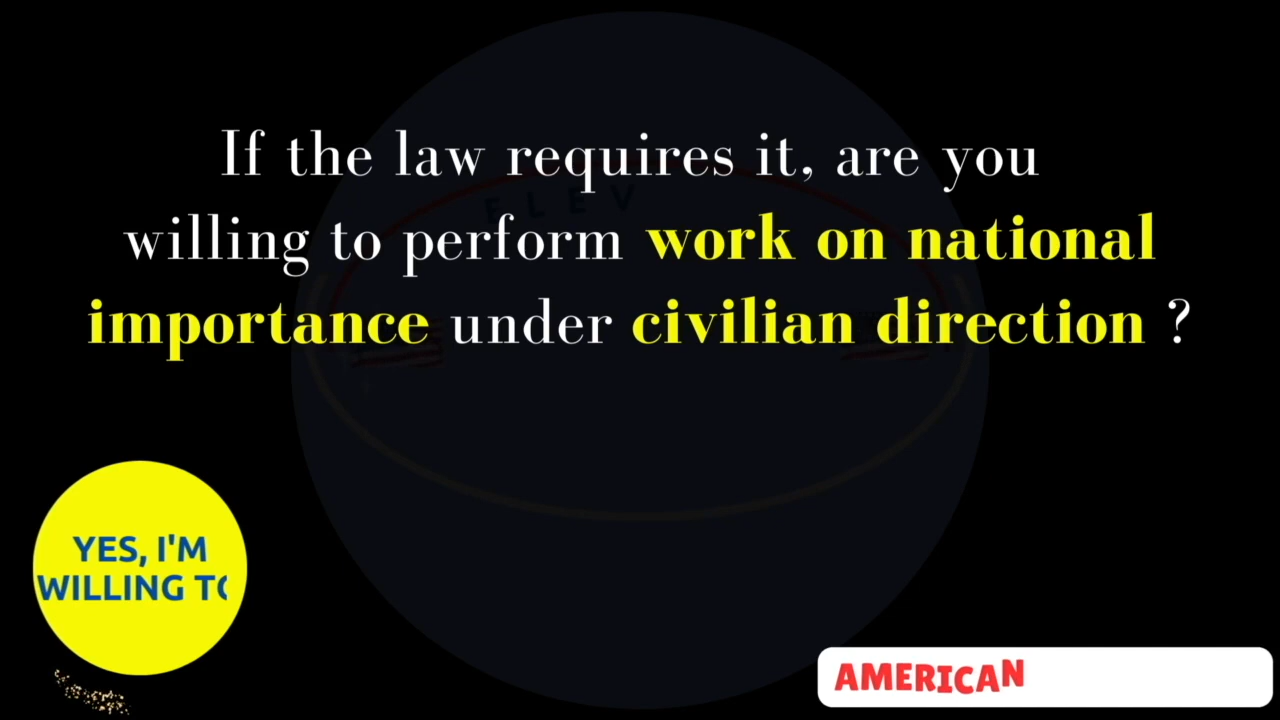 If the law requires it, are you
willing to perform work on national
importance under civilian direction ?
ELEV
YES, I'M
WILLING TO
AMERICAN